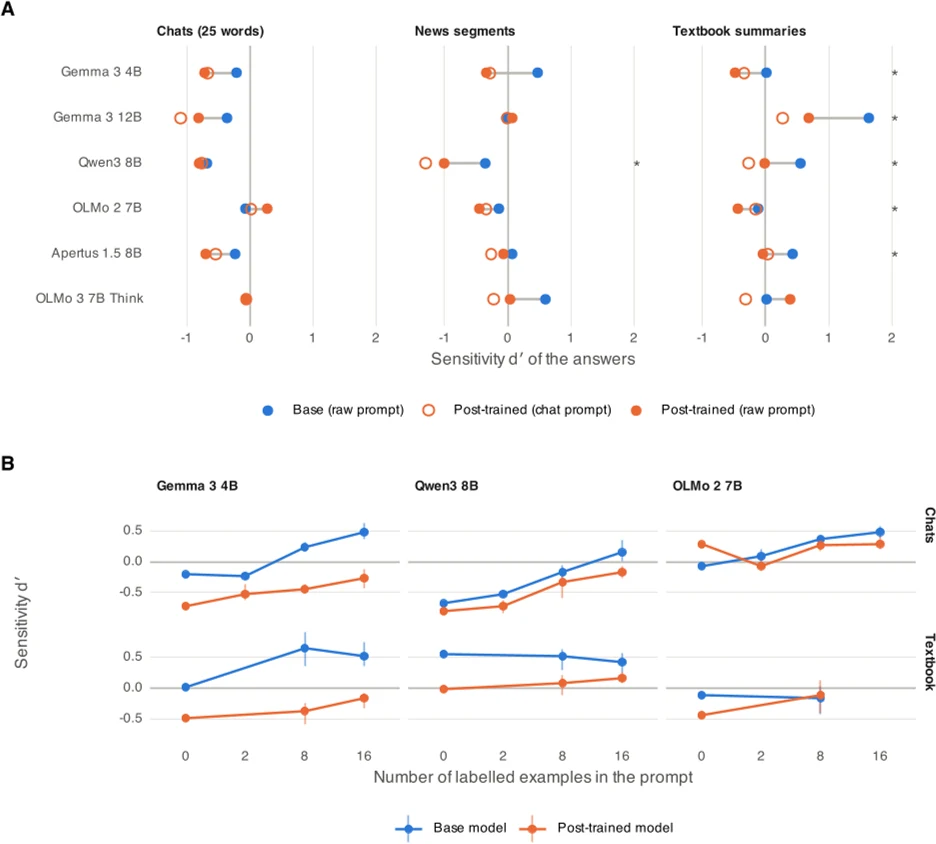 A
Chats (25 words)
News segments
Textbook summaries
Gemma 3 4B
*
Gemma 3 12B
*
Qwen3 8B
*
*
OLMo 2 7B
*
Apertus 1.5 8B
*
OLMo 3 7B Think
-1 0 1 2
-1 0 1 2
-1 0 1 2
Sensitivity d′ of the answers
Base (raw prompt)
Post-trained (chat prompt)
Post-trained (raw prompt)
B
Gemma 3 4B
Qwen3 8B
OLMo 2 7B
Sensitivity d′
0.5
0.0
-0.5
Chats
0.5
0.0
-0.5
Textbook
0 2 8 16
0 2 8 16
0 2 8 16
Number of labelled examples in the prompt
Base model
Post-trained model